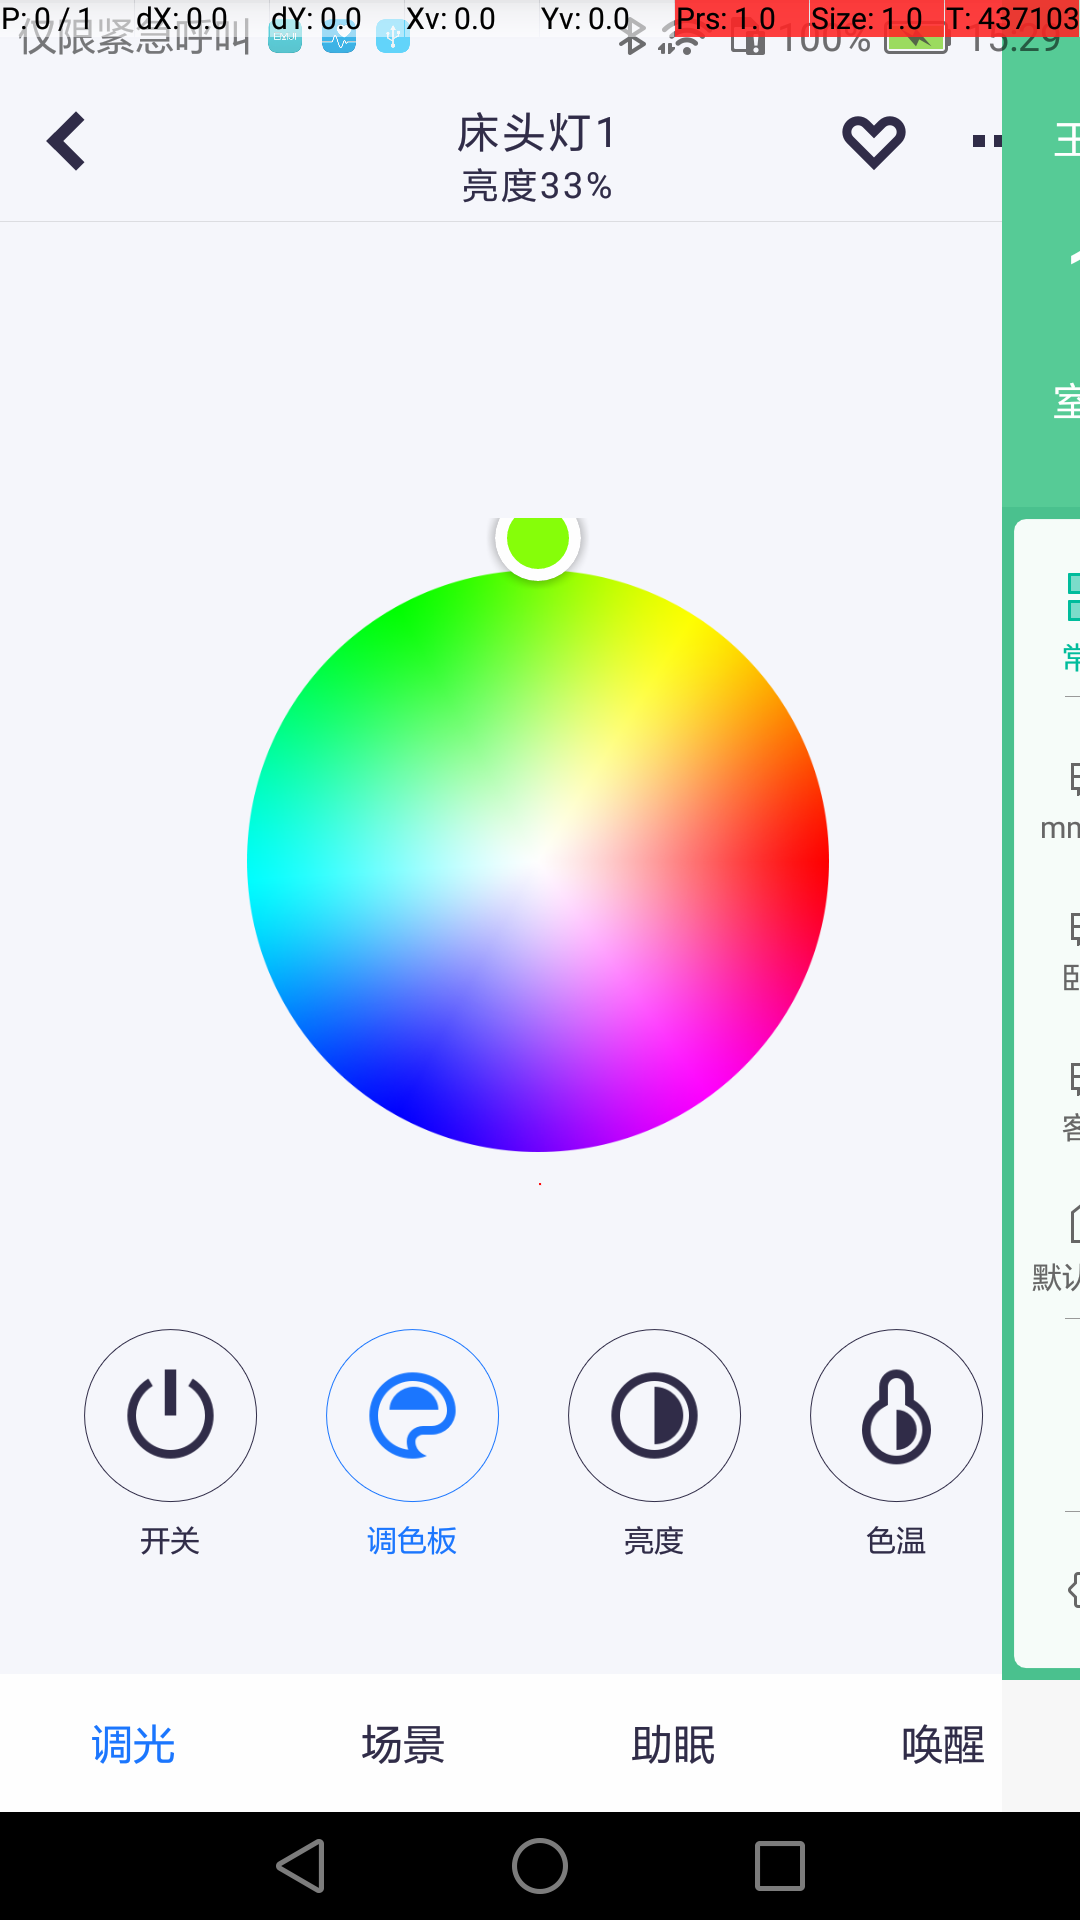 P: 0 / 1 dX: 0.0 dY: 0.0 Xv: 0.0 Yv: 0.0 Prs: 1.0 Size: 1.0 T: 437103
仅限紧急呼叫 100% 15:29
床头灯1
亮度33%
王
室
常
mm
卧
客
默认
开关 调色板 亮度 色温
调光 场景 助眠 唤醒